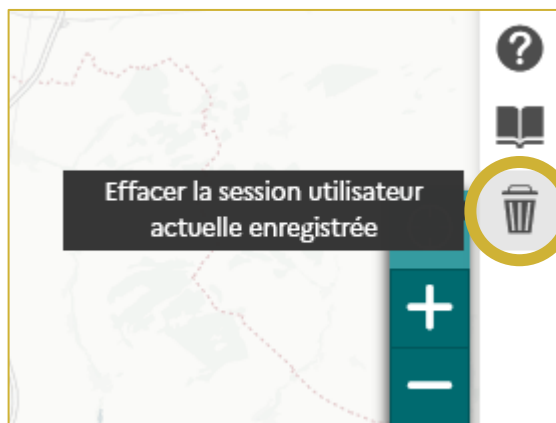 ?
Effacer la session utilisateur
actuelle enregistrée
+
−